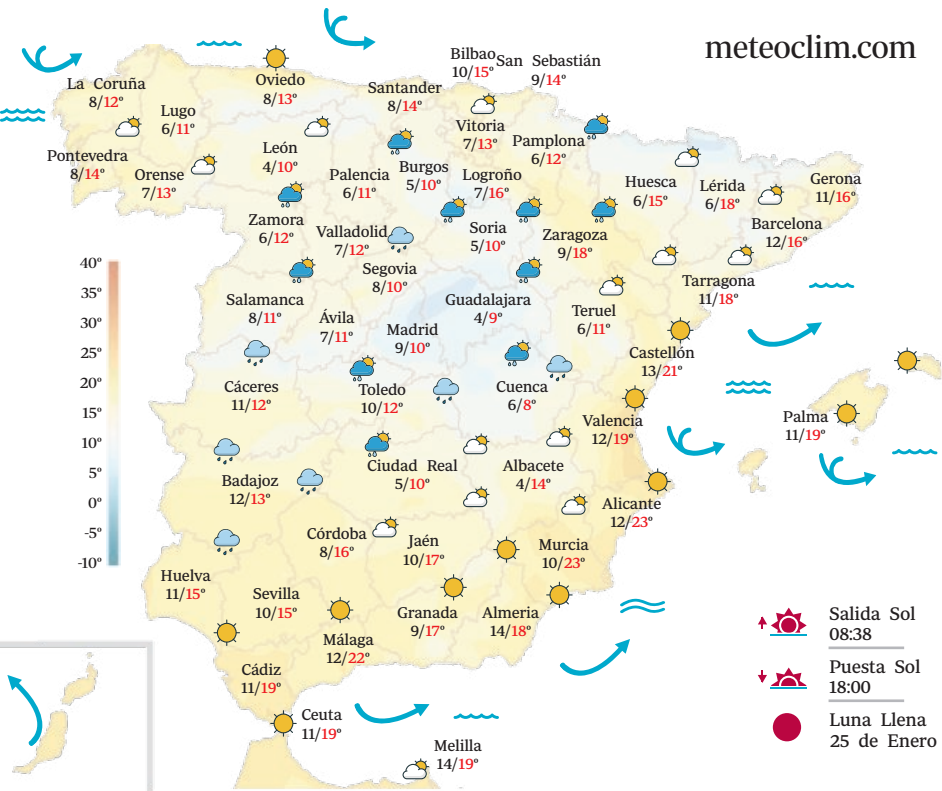 meteoclim.com
Bilbao
10/15°
San Sebastián
9/14°
La Coruña
8/12°
Oviedo
8/13°
Santander
8/14°
Lugo
6/11°
Vitoria
7/13°
Pamplona
6/12°
León
4/10°
Pontevedra
8/14°
Orense
7/13°
Palencia
6/11°
Burgos
5/10°
Logroño
7/16°
Huesca
6/15°
Lérida
6/18°
Gerona
11/16°
Zamora
6/12°
Valladolid
7/12°
Soria
5/10°
Zaragoza
9/18°
Barcelona
12/16°
Segovia
8/10°
Tarragona
11/18°
Salamanca
8/11°
Ávila
7/11°
Guadalajara
4/9°
Teruel
6/11°
Madrid
9/10°
Castellón
13/21°
Cáceres
11/12°
Toledo
10/12°
Cuenca
6/8°
Valencia
12/19°
Palma
11/19°
Badajoz
12/13°
Ciudad Real
5/10°
Albacete
4/14°
Alicante
12/23°
Córdoba
8/16°
Jaén
10/17°
Murcia
10/23°
Huelva
11/15°
Sevilla
10/15°
Granada
9/17°
Almeria
14/18°
Málaga
12/22°
Cádiz
11/19°
Ceuta
11/19°
Melilla
14/19°
40°
35°
30°
25°
20°
15°
10°
5°
0°
-5°
-10°
Salida Sol
08:38
Puesta Sol
18:00
Luna Llena
25 de Enero